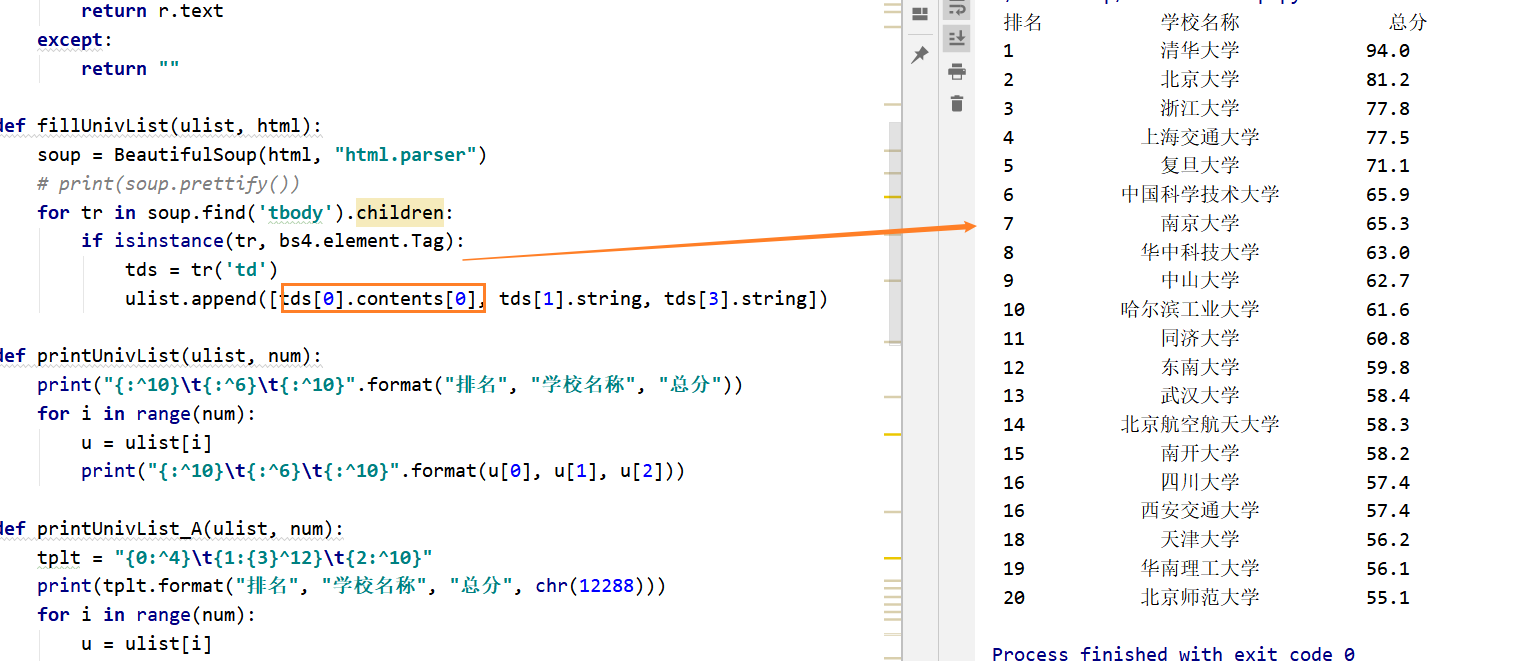 return r.text
except:
return ""
def fillUnivList(ulist, html):
soup = BeautifulSoup(html, "html.parser")
# print(soup.prettify())
for tr in soup.find('tbody').children:
if isinstance(tr, bs4.element.Tag):
tds = tr('td')
ulist.append([tds[0].contents[0], tds[1].string, tds[3].string])
def printUnivList(ulist, num):
print("{:^10}\t{:^6}\t{:^10}".format("排名", "学校名称", "总分"))
for i in range(num):
u = ulist[i]
print("{:^10}\t{:^6}\t{:^10}".format(u[0], u[1], u[2]))
def printUnivList_A(ulist, num):
tplt = "{0:^4}\t{1:{3}^12}\t{2:^10}"
print(tplt.format("排名", "学校名称", "总分", chr(12288)))
for i in range(num):
u = ulist[i]
排名 学校名称 总分
1 清华大学 94.0
2 北京大学 81.2
3 浙江大学 77.8
4 上海交通大学 77.5
5 复旦大学 71.1
6 中国科学技术大学 65.9
7 南京大学 65.3
8 华中科技大学 63.0
9 中山大学 62.7
10 哈尔滨工业大学 61.6
11 同济大学 60.8
12 东南大学 59.8
13 武汉大学 58.4
14 北京航空航天大学 58.3
15 南开大学 58.2
16 四川大学 57.4
16 西安交通大学 57.4
18 天津大学 56.2
19 华南理工大学 56.1
20 北京师范大学 55.1
Process finished with exit code 0